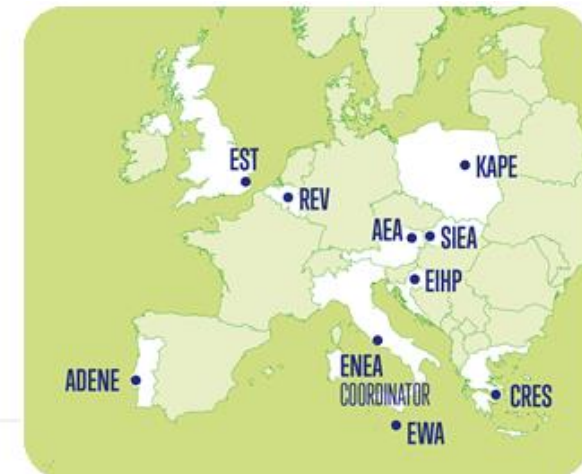 EST
KAPE
REV
AEA
SIEA
EIHP
ENEA
COORDINATOR
ADENE
CRES
EWA